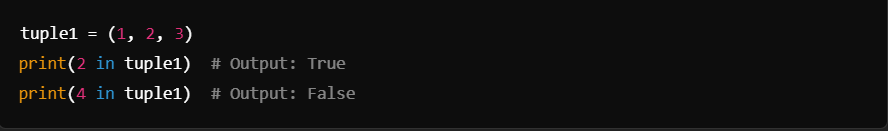 tuple1 = (1, 2, 3)
print(2 in tuple1)  # Output: True
print(4 in tuple1)  # Output: False